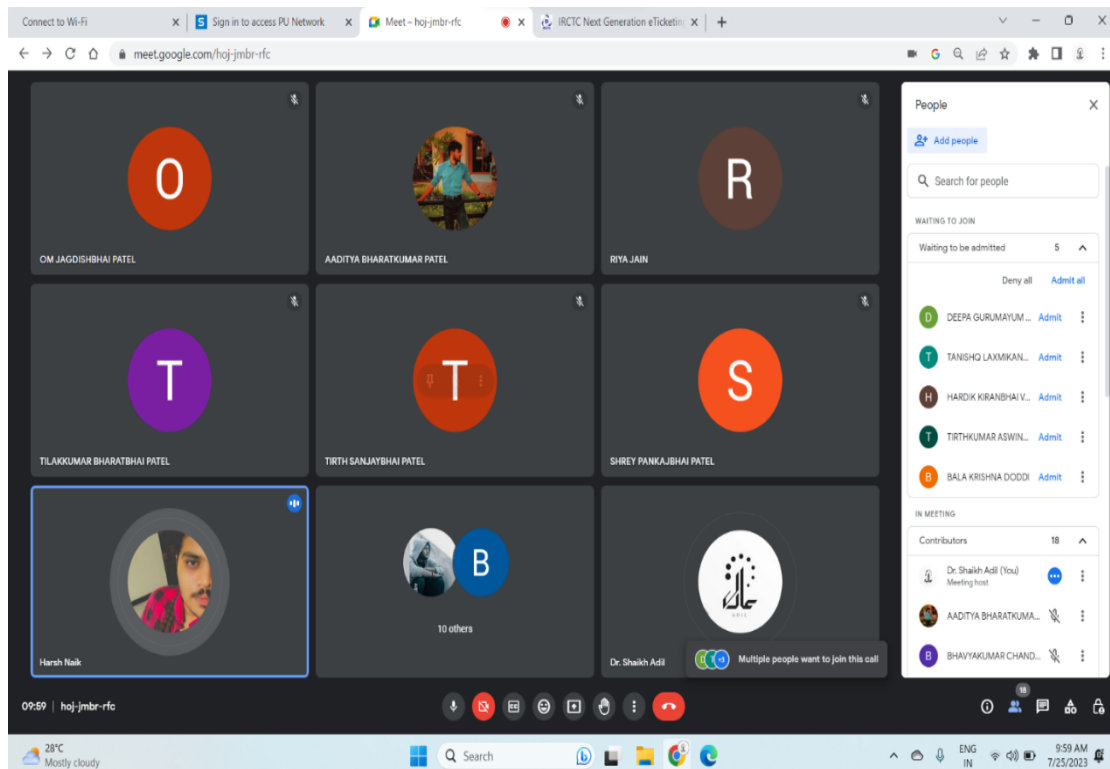 Connect to Wi-Fi
Sign in to access PU Network
Meet – hoj-jmbr-rfc
IRCTC Next Generation eTicketin
meet.google.com/hoj-jmbr-rfc
O
OM JAGDISHBHAI PATEL
AADITYA BHARATKUMAR PATEL
R
RIYA JAIN
T
TILAKKUMAR BHARATBHAI PATEL
T
TIRTH SANJAYBHAI PATEL
S
SHREY PANKAJBHAI PATEL
Harsh Naik
B
10 others
ADIL
Dr. Shaikh Adil
D T +3 Multiple people want to join this call
People
Add people
Search for people
WAITING TO JOIN
Waiting to be admitted 5
Deny all Admit all
D DEEPA GURUMAYUM... Admit
T TANISHQ LAXMIKAN... Admit
H HARDIK KIRANBHAI V... Admit
T TIRTHKUMAR ASWIN... Admit
B BALA KRISHNA DODDI Admit
IN MEETING
Contributors 18
Dr. Shaikh Adil (You)
Meeting host
AADITYA BHARATKUMA...
B BHAVYAKUMAR CHAND...
09:59 | hoj-jmbr-rfc
18
28°C
Mostly cloudy
Search
ENG
IN
9:59 AM
7/25/2023